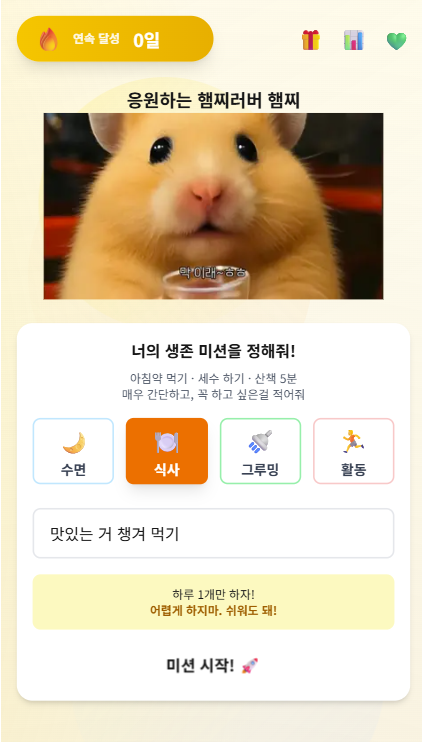 연속 달성 0일
응원하는 햄찌러버 햄찌
막 이래~ㅎㅎ
너의 생존 미션을 정해줘!
아침약 먹기 · 세수 하기 · 산책 5분
매우 간단하고, 꼭 하고 싶은걸 적어줘
수면 식사 그루밍 활동
맛있는 거 챙겨 먹기
하루 1개만 하자!
어렵게 하지마. 쉬워도 돼!
미션 시작!